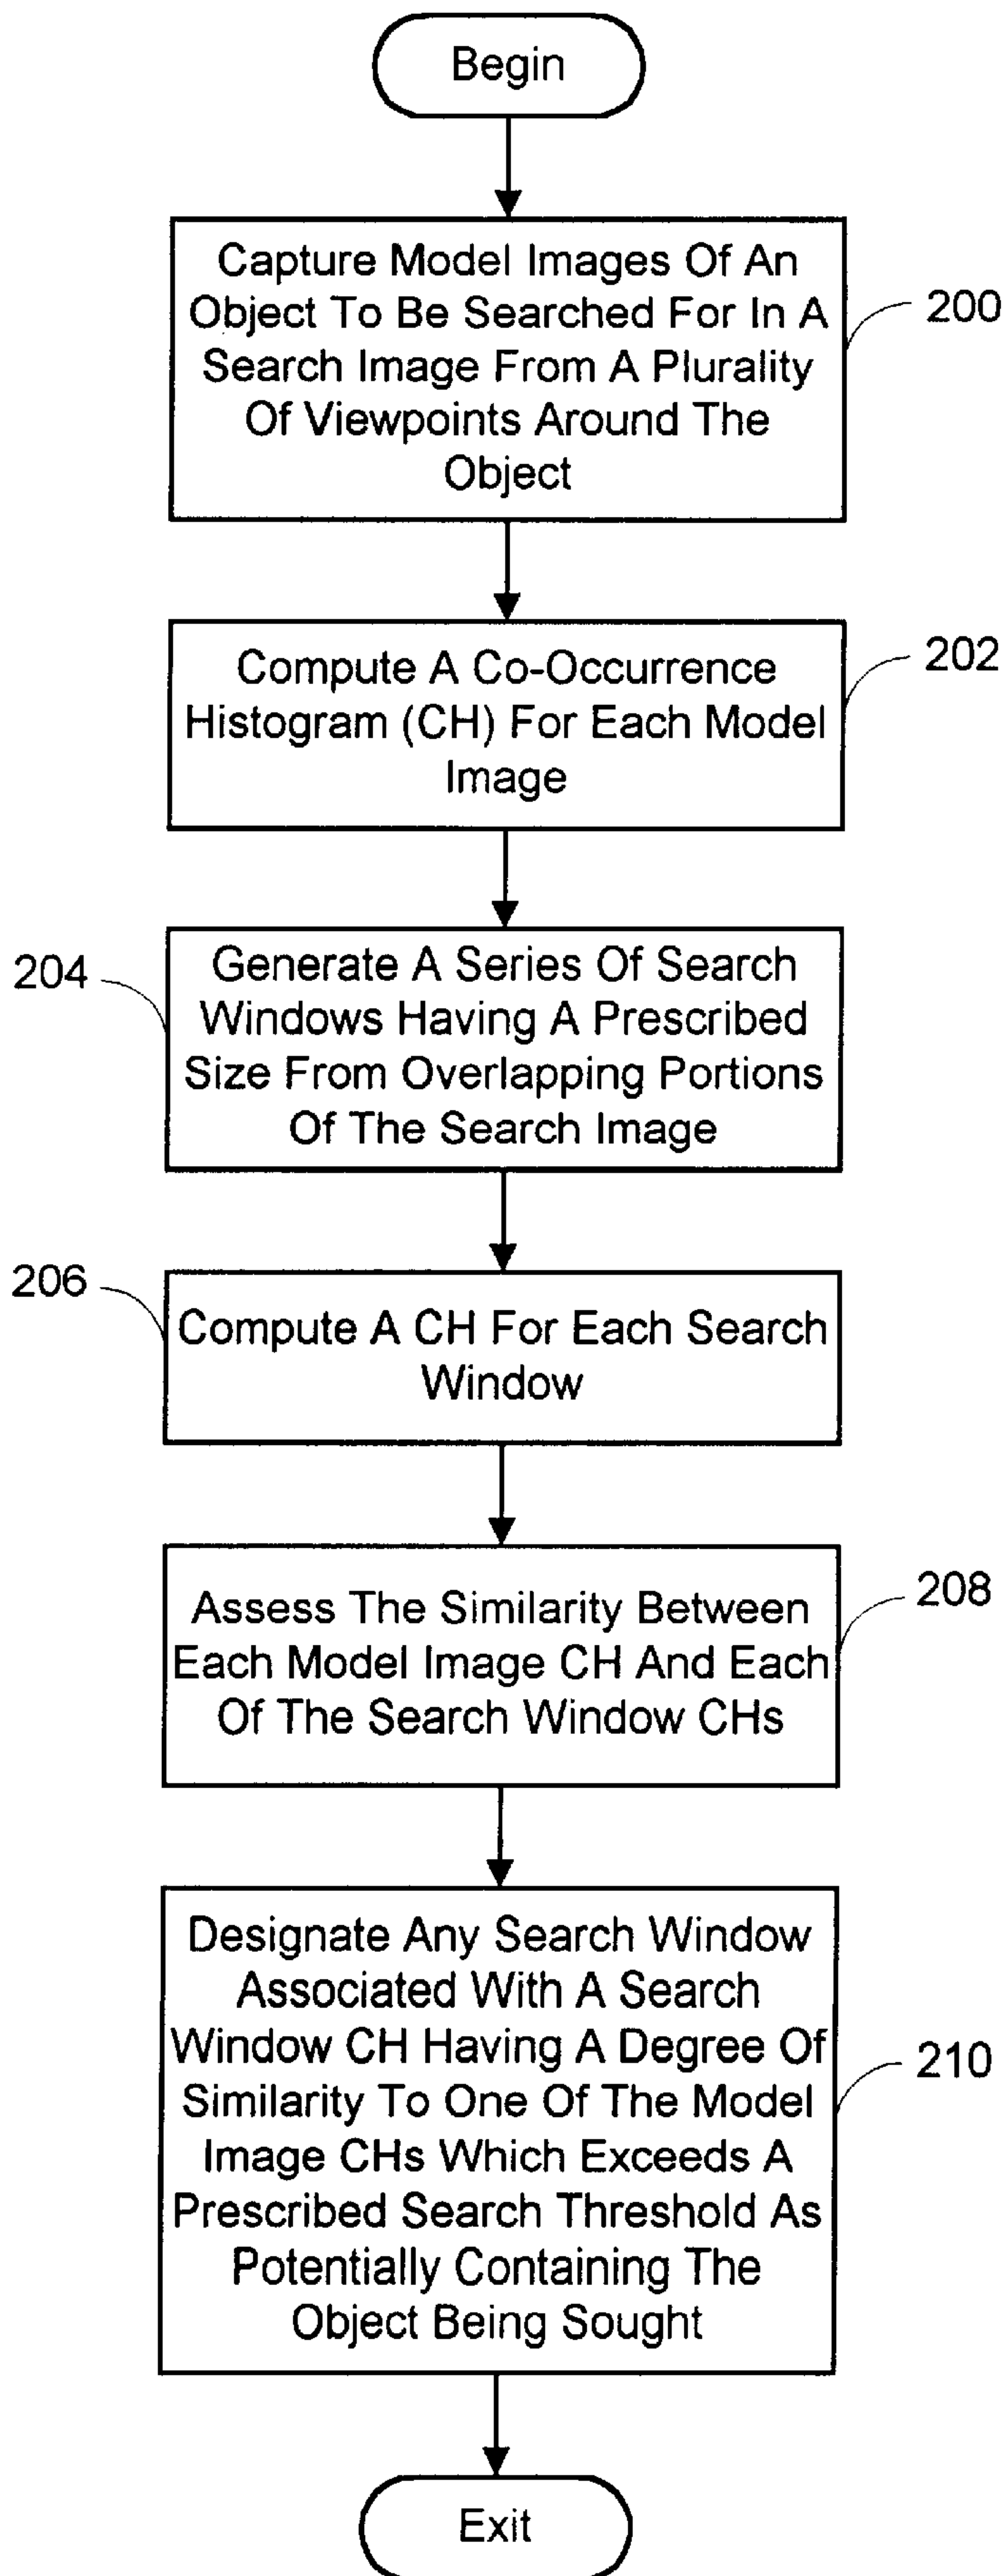 Begin
Capture Model Images Of An
Object To Be Searched For In A
Search Image From A Plurality
Of Viewpoints Around The
Object
200
Compute A Co-Occurrence
Histogram (CH) For Each Model
Image
202
204
Generate A Series Of Search
Windows Having A Prescribed
Size From Overlapping Portions
Of The Search Image
206
Compute A CH For Each Search
Window
Assess The Similarity Between
Each Model Image CH And Each
Of The Search Window CHs
208
Designate Any Search Window
Associated With A Search
Window CH Having A Degree Of
Similarity To One Of The Model
Image CHs Which Exceeds A
Prescribed Search Threshold As
Potentially Containing The
Object Being Sought
210
Exit